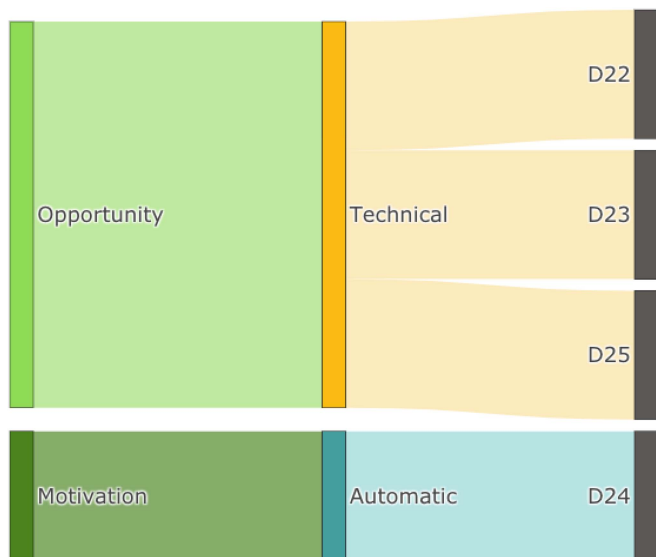 Opportunity
Technical
D22
D23
D25
Motivation
Automatic
D24